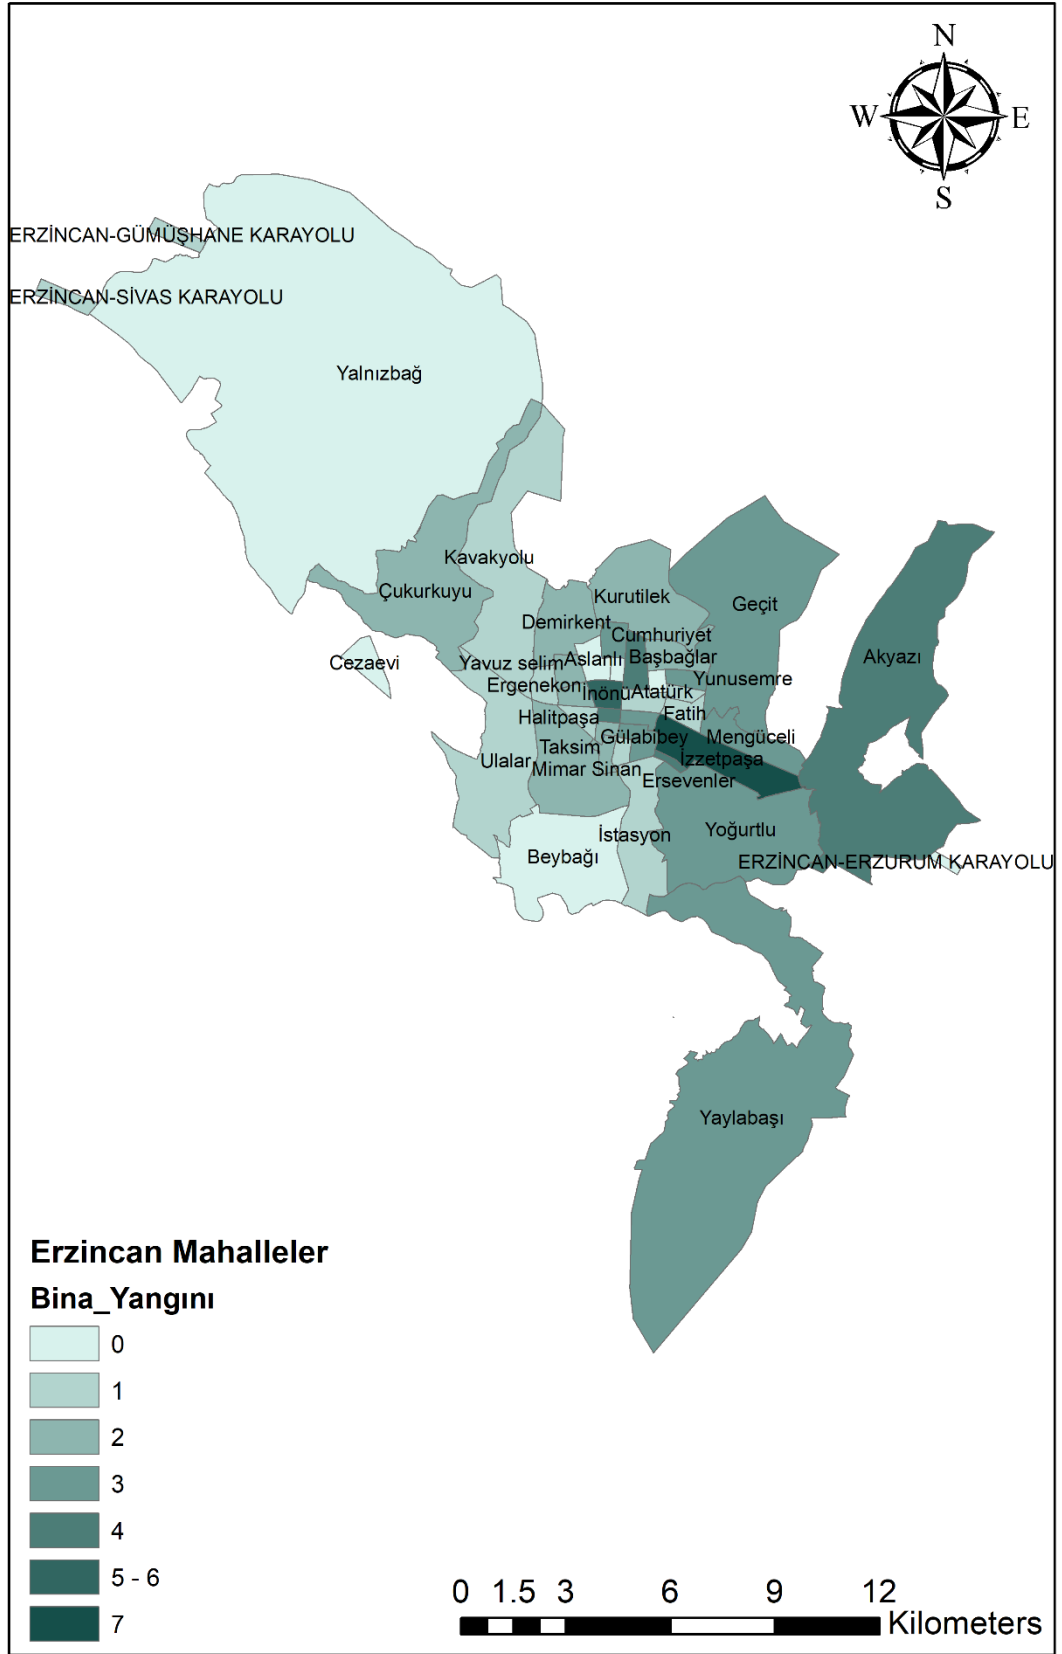 N
W
E
S
ERZİNCAN-GÜMÜŞHANE KARAYOLU
ERZİNCAN-SİVAS KARAYOLU
Yalnızbağ
Kavakyolu
Çukurkuyu
Kurutilek
Geçit
Demirkent
Cumhuriyet
Akyazı
Cezaevi
Yavuz selim
Aslanlı
Başbağlar
Yunusemre
Ergenekon
İnönü
Atatürk
Halitpaşa
Fatih
Gülabibey
Mengüceli
Ulalar
Taksim
İzzetpaşa
Mimar Sinan
Ersevenler
İstasyon
Yoğurtlu
Beybağı
ERZİNCAN-ERZURUM KARAYOLU
Yaylabaşı
Erzincan Mahalleler
Bina_Yangını
0
1
2
3
4
5 - 6
7
0 1.5 3 6 9 12
Kilometers